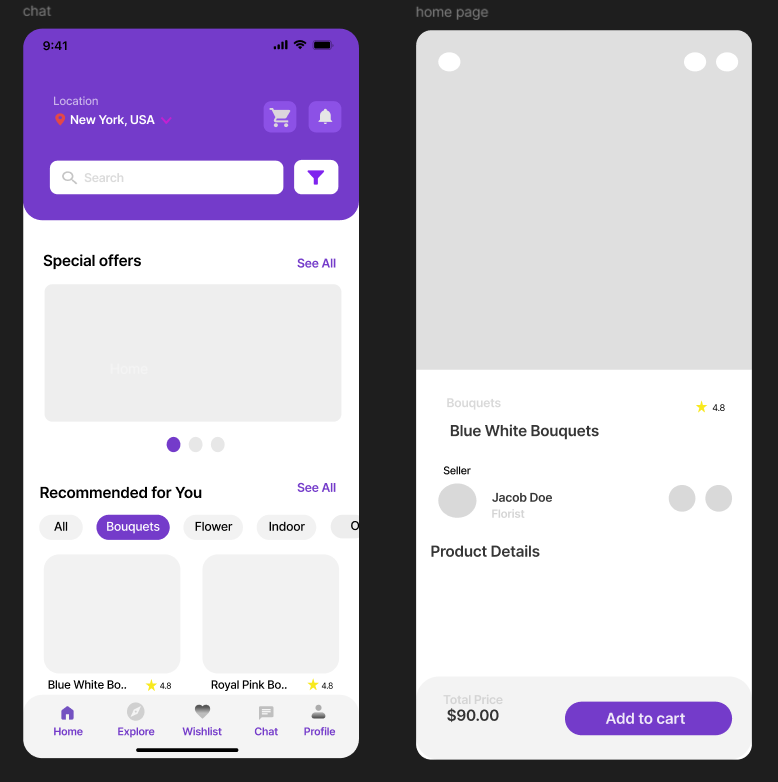 chat
9:41
Location
New York, USA
Search
Special offers
See All
Home
Recommended for You
See All
All
Bouquets
Flower
Indoor
O
Blue White Bo..
4.8
Royal Pink Bo..
4.8
Home
Explore
Wishlist
Chat
Profile
home page
Bouquets
4.8
Blue White Bouquets
Seller
Jacob Doe
Florist
Product Details
Total Price
$90.00
Add to cart